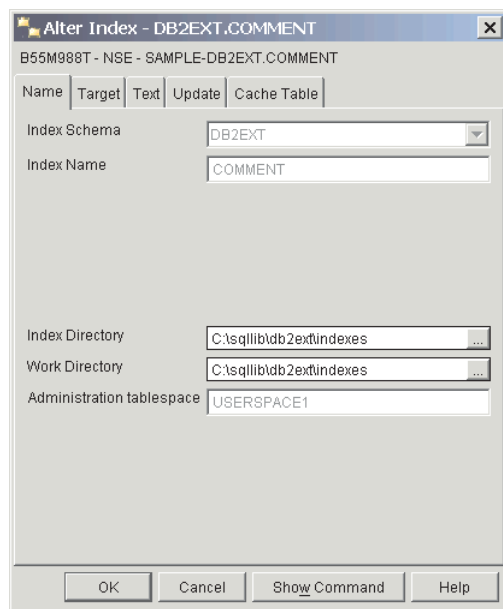 Alter Index - DB2EXT.COMMENT
B55M988T - NSE - SAMPLE-DB2EXT.COMMENT
Name Target Text Update Cache Table
Index Schema DB2EXT
Index Name COMMENT
Index Directory C:\sqllib\db2ext\indexes ...
Work Directory C:\sqllib\db2ext\indexes ...
Administration tablespace USERSPACE1
OK Cancel Show Command Help